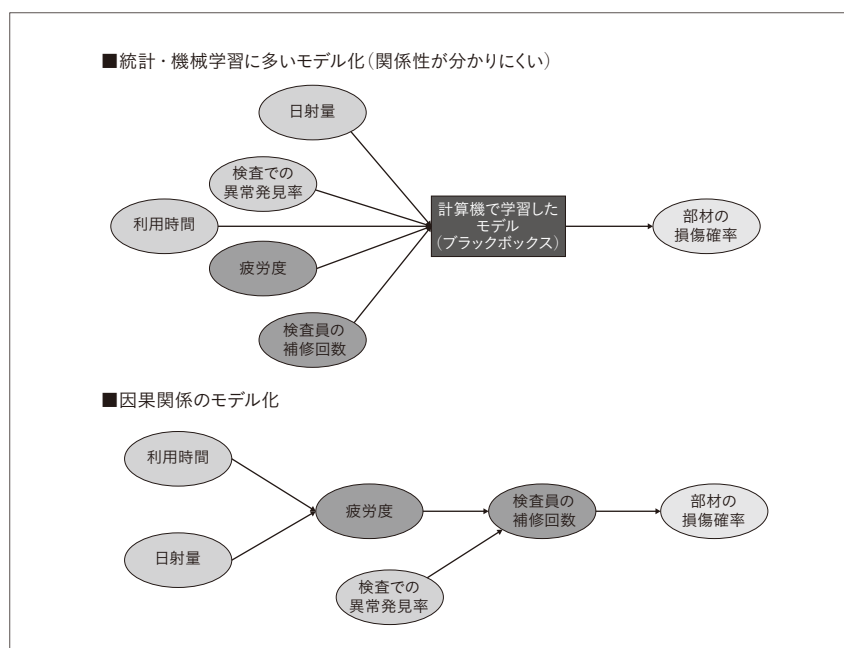 ■統計・機械学習に多いモデル化(関係性が分かりにくい)
日射量
検査での
異常発見率
利用時間
疲労度
検査員の
補修回数
計算機で学習した
モデル
(ブラックボックス)
部材の
損傷確率
■因果関係のモデル化
利用時間
日射量
疲労度
検査での
異常発見率
検査員の
補修回数
部材の
損傷確率